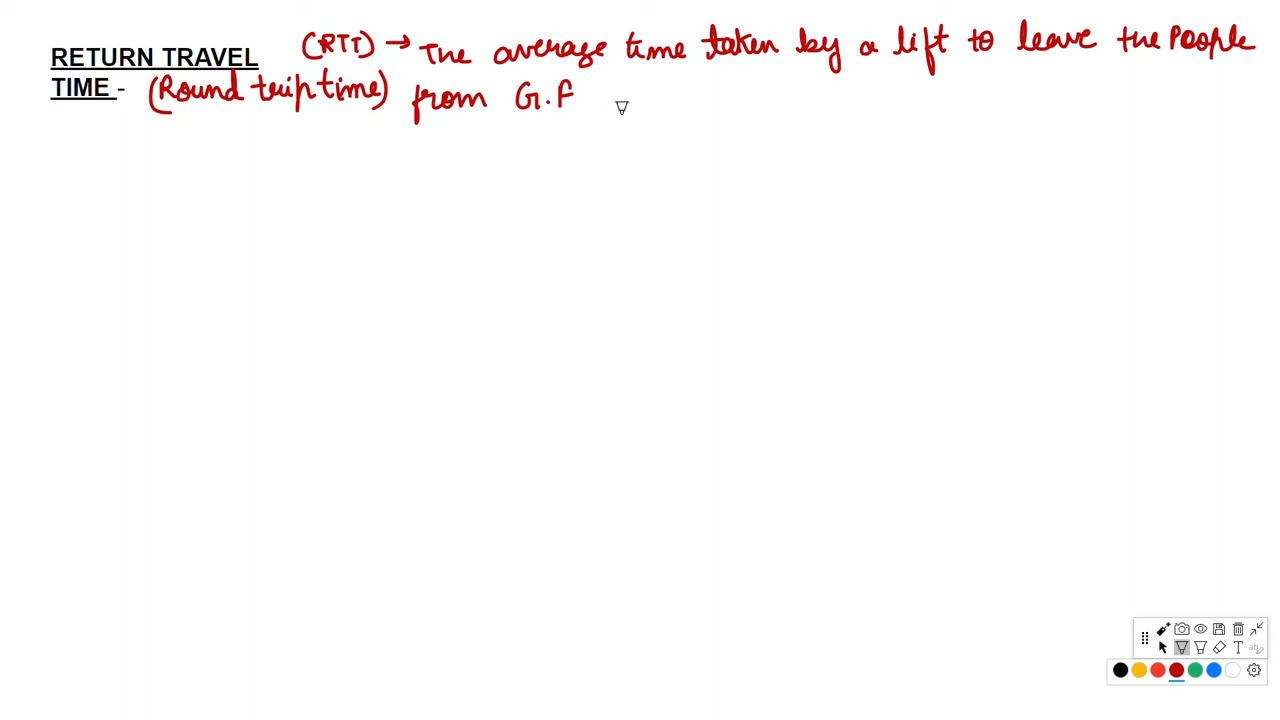 RETURN TRAVEL (RTT) → The average time taken by a lift to leave the People
TIME - (Round trip time) from G.F